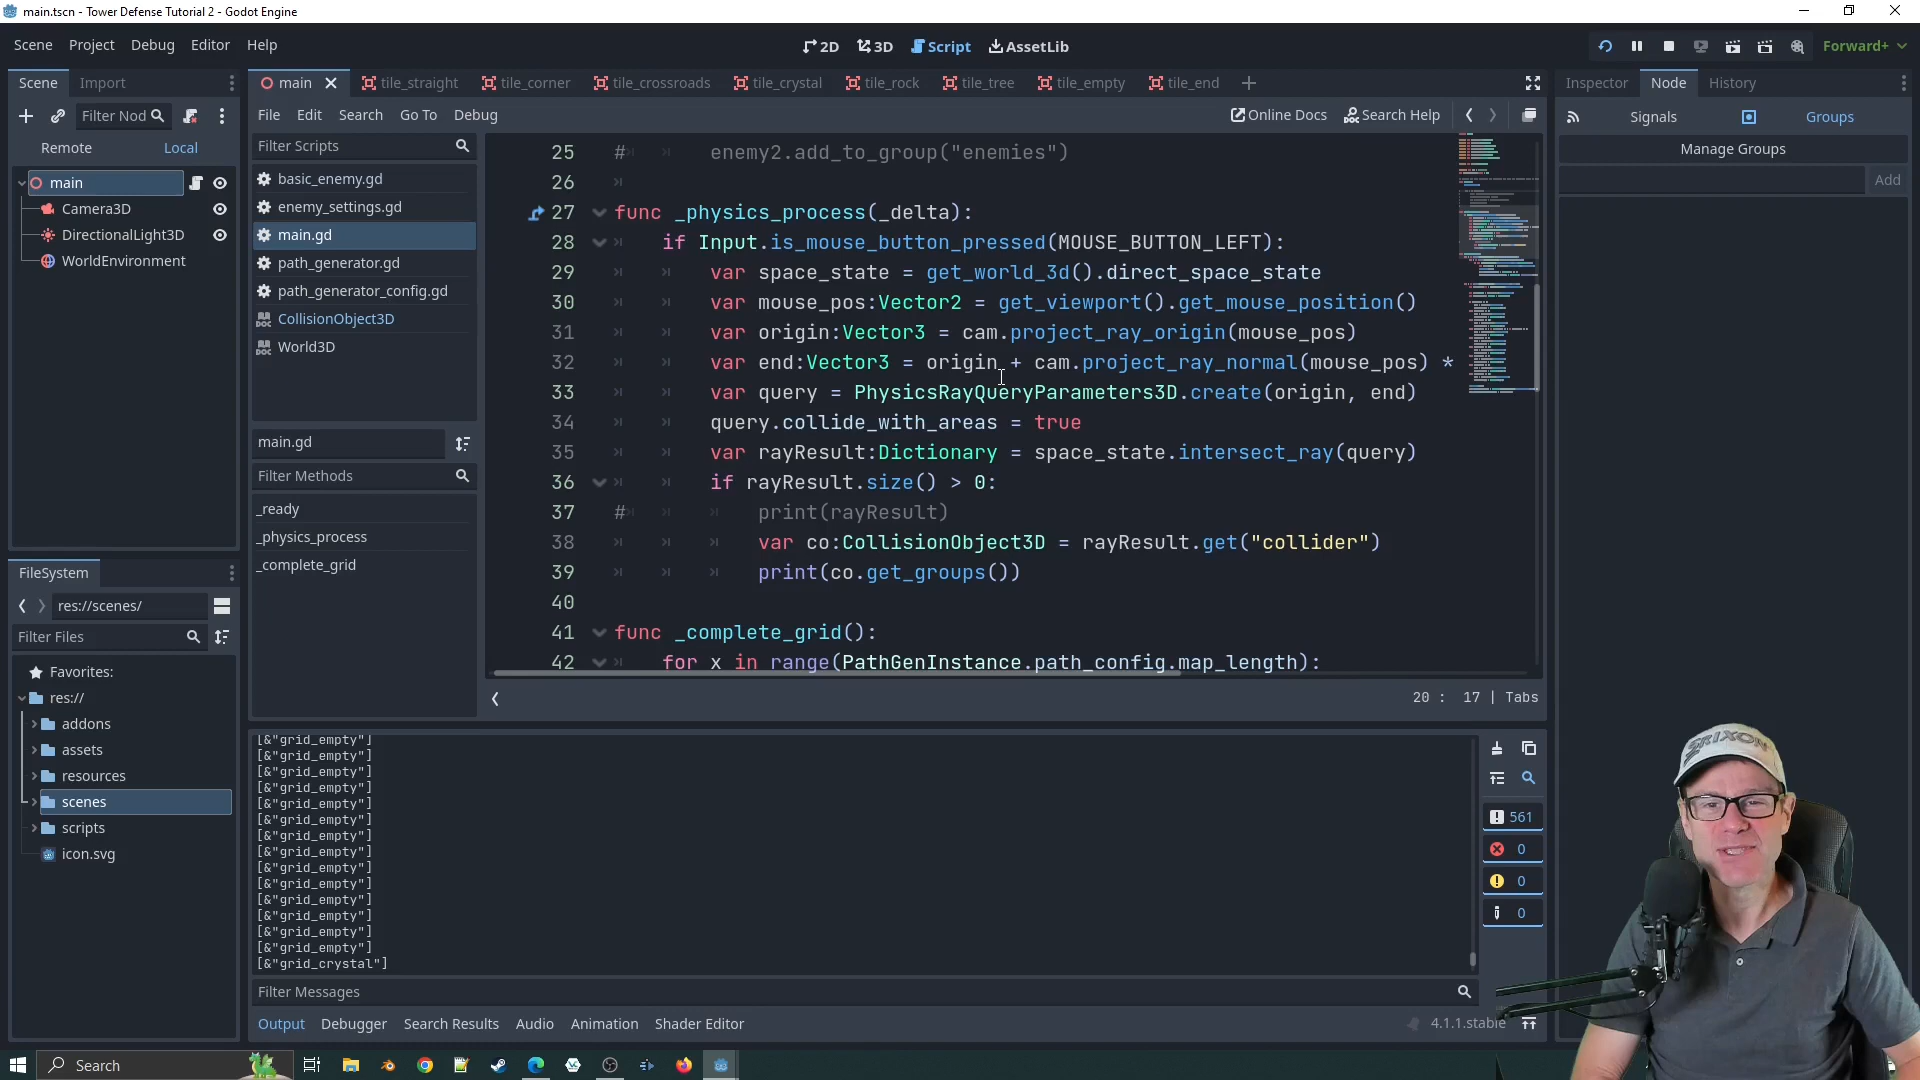 main.tscn - Tower Defense Tutorial 2 - Godot Engine
Scene Project Debug Editor Help
2D 3D Script AssetLib
Forward+
Scene Import
main tile_straight tile_corner tile_crossroads tile_crystal tile_rock tile_tree tile_empty tile_end
Inspector Node History
Filter Nod
File Edit Search Go To Debug
Online Docs Search Help
Signals Groups
Remote Local
Filter Scripts
Manage Groups
Add
main
Camera3D
DirectionalLight3D
WorldEnvironment
basic_enemy.gd
enemy_settings.gd
main.gd
path_generator.gd
path_generator_config.gd
CollisionObject3D
World3D
main.gd
Filter Methods
_ready
_physics_process
_complete_grid
25 # enemy2.add_to_group("enemies")
26
27 func _physics_process(_delta):
28 if Input.is_mouse_button_pressed(MOUSE_BUTTON_LEFT):
29 var space_state = get_world_3d().direct_space_state
30 var mouse_pos:Vector2 = get_viewport().get_mouse_position()
31 var origin:Vector3 = cam.project_ray_origin(mouse_pos)
32 var end:Vector3 = origin + cam.project_ray_normal(mouse_pos) *
33 var query = PhysicsRayQueryParameters3D.create(origin, end)
34 query.collide_with_areas = true
35 var rayResult:Dictionary = space_state.intersect_ray(query)
36 if rayResult.size() > 0:
37 # print(rayResult)
38 var co:CollisionObject3D = rayResult.get("collider")
39 print(co.get_groups())
40
41 func _complete_grid():
42 for x in range(PathGenInstance.path_config.map_length):
20 : 17 | Tabs
FileSystem
res://scenes/
Filter Files
Favorites:
res://
addons
assets
resources
scenes
scripts
icon.svg
[&"grid_empty"]
[&"grid_empty"]
[&"grid_empty"]
[&"grid_empty"]
[&"grid_empty"]
[&"grid_empty"]
[&"grid_empty"]
[&"grid_empty"]
[&"grid_empty"]
[&"grid_empty"]
[&"grid_empty"]
[&"grid_empty"]
[&"grid_empty"]
[&"grid_empty"]
[&"grid_crystal"]
561
0
0
0
Filter Messages
Output Debugger Search Results Audio Animation Shader Editor
4.1.1.stable
Search
SRIXON